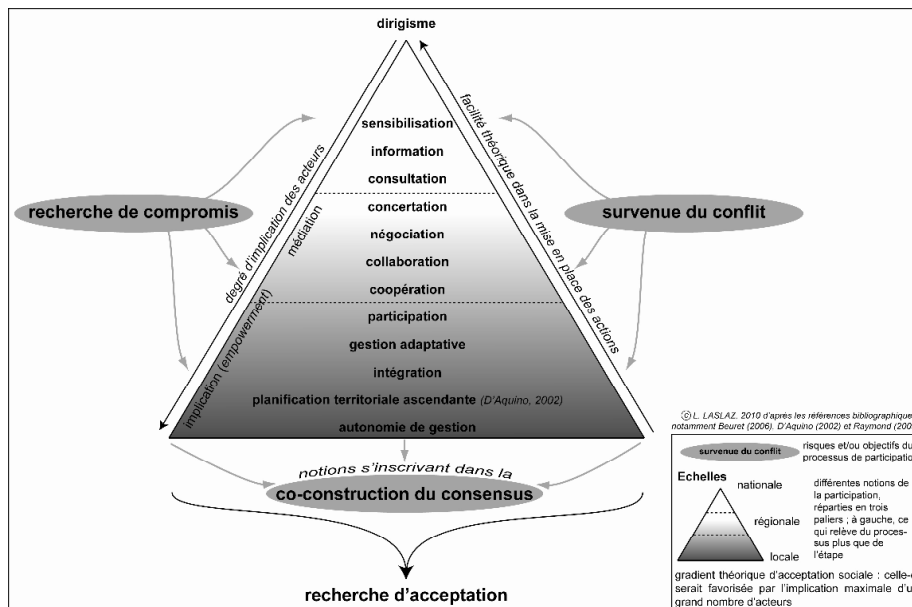 dirigisme
facilité théorique dans la mise en place des actions
degré d'implication des acteurs
sensibilisation
information
consultation
recherche de compromis
survenue du conflit
concertation
médiation
négociation
collaboration
coopération
participation
implication (empowerment)
gestion adaptative
intégration
planification territoriale ascendante (D'Aquino, 2002)
autonomie de gestion
notions s'inscrivant dans la
co-construction du consensus
recherche d'acceptation
© L. LASLAZ. 2010 d'après les références bibliographique
notamment Beuret (2006). D'Aquino (2002) et Raymond (200
survenue du conflit
risques et/ou objectifs du
processus de participatio
Echelles
nationale
régionale
locale
différentes notions de
la participation,
réparties en trois
paliers ; à gauche, ce
qui relève du proces-
sus plus que de
l'étape
gradient théorique d'acceptation sociale : celle-c
serait favorisée par l'implication maximale d'u
grand nombre d'acteurs